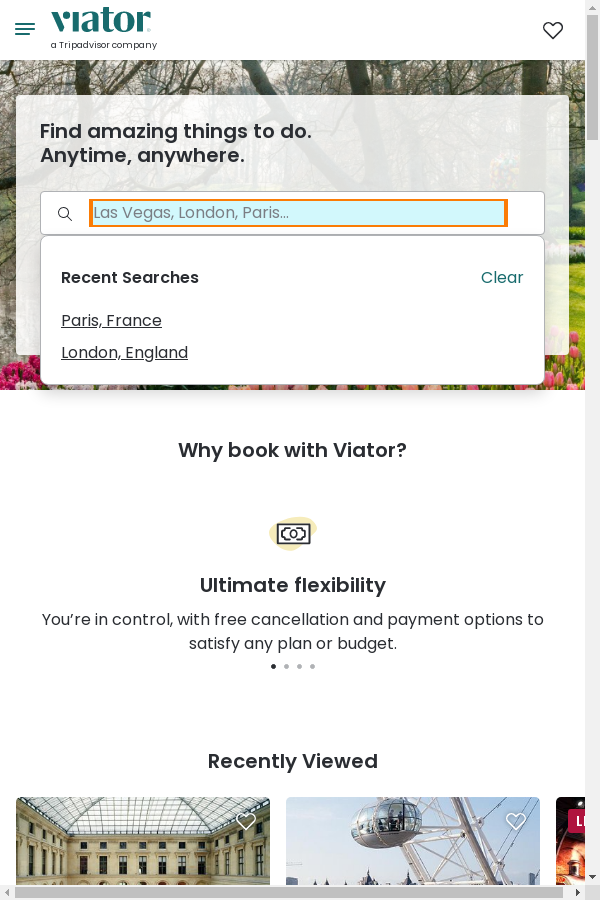 viator
a Tripadvisor company
Find amazing things to do.
Anytime, anywhere.
Las Vegas, London, Paris...
Recent Searches
Clear
Paris, France
London, England
Why book with Viator?
Ultimate flexibility
You’re in control, with free cancellation and payment options to
satisfy any plan or budget.
Recently Viewed